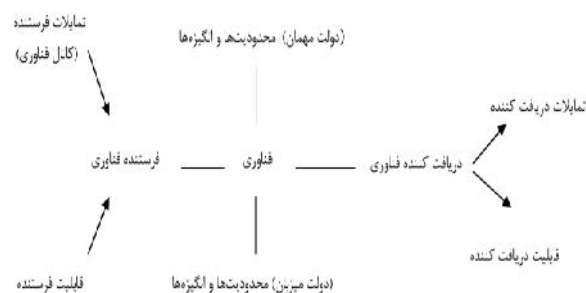 تمایلات فرستنده
(کانال فناوری)
(دولت مهمان) محدودیت‌ها و انگیزه‌ها
تمایلات دریافت کننده
فرستنده فناوری
فناوری
دریافت کننده فناوری
قابلیت دریافت کننده
قابلیت فرستنده
(دولت میزبان) محدودیت‌ها و انگیزه‌ها